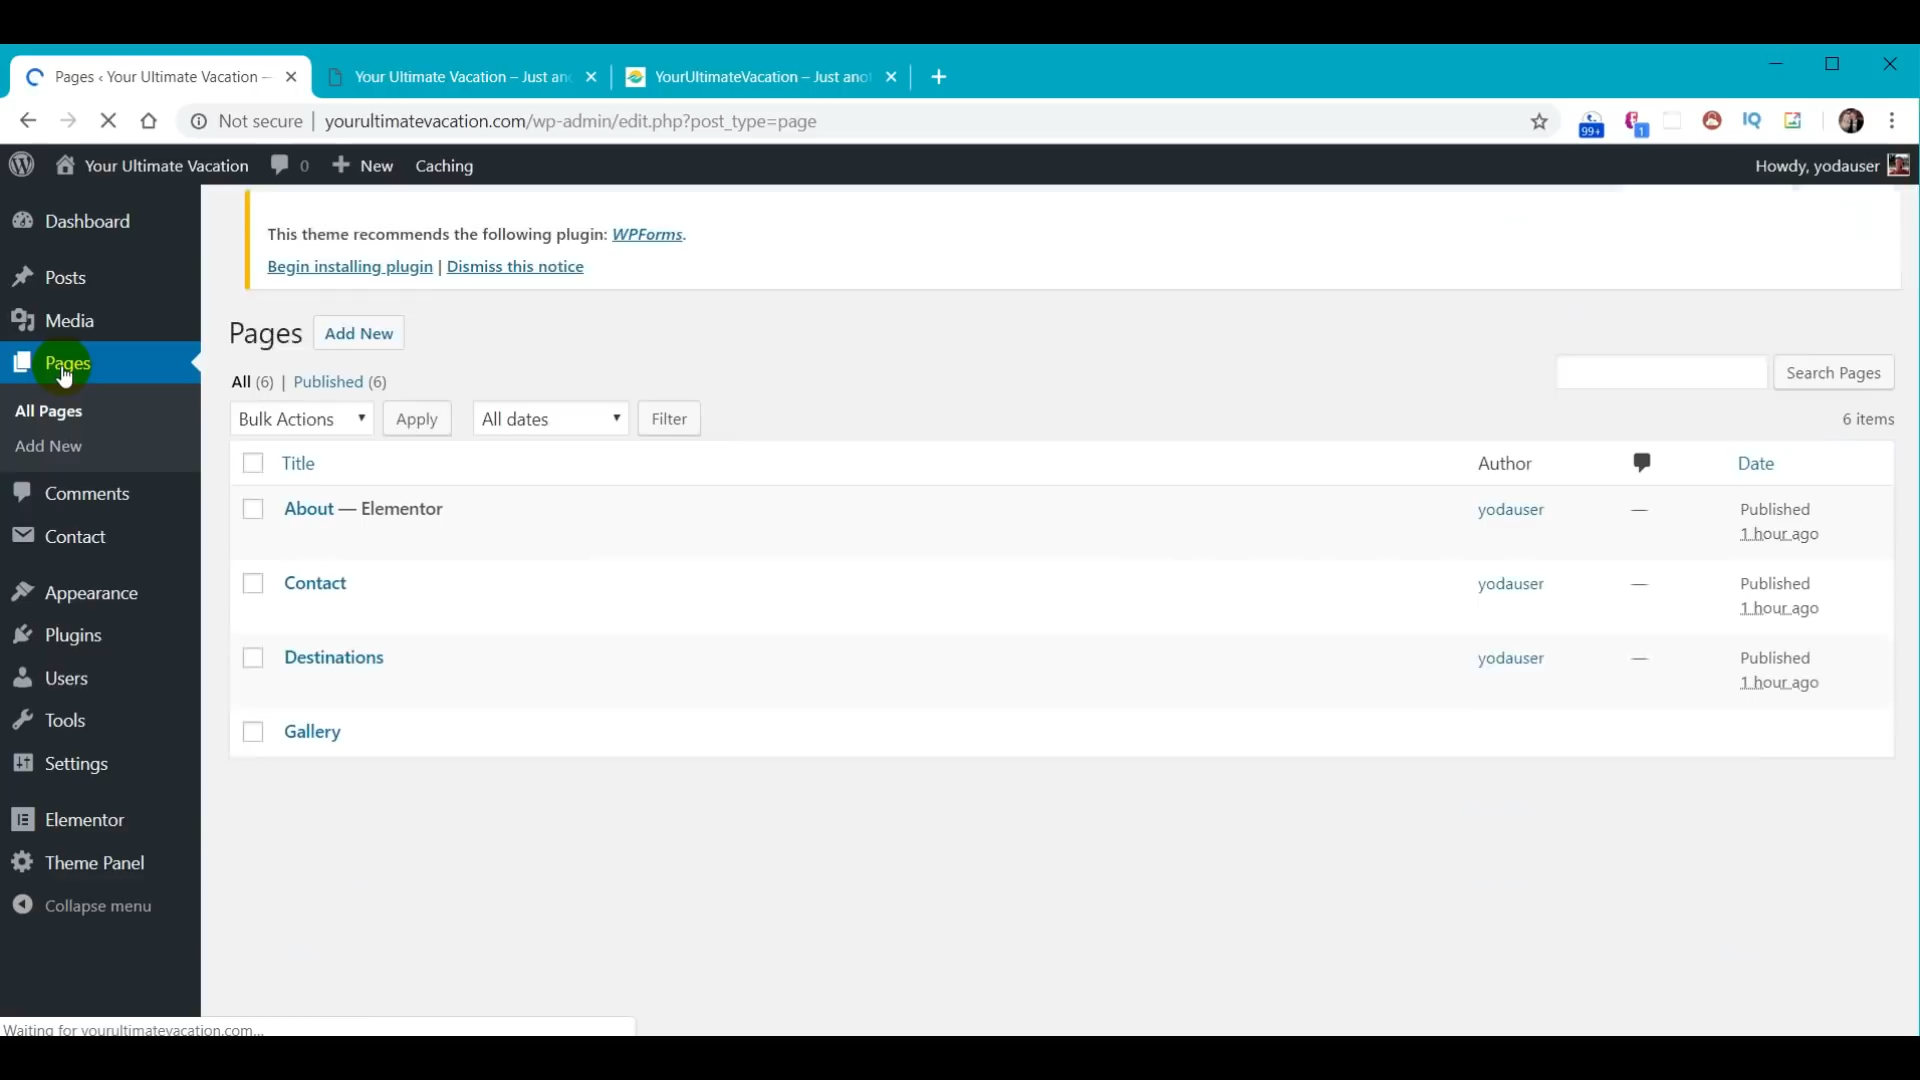 Pages ‹ Your Ultimate Vacation —
Your Ultimate Vacation – Just an
YourUltimateVacation – Just ano
Not secure | yourultimatevacation.com/wp-admin/edit.php?post_type=page
99+
1
IQ
Your Ultimate Vacation
0
New
Caching
Howdy, yodauser
Dashboard
Posts
Media
Pages
All Pages
Add New
Comments
Contact
Appearance
Plugins
Users
Tools
Settings
Elementor
Theme Panel
Collapse menu
This theme recommends the following plugin: WPForms.
Begin installing plugin | Dismiss this notice
Pages Add New
All (6) | Published (6)
Search Pages
Bulk Actions Apply All dates Filter
6 items
Title Author Date
About — Elementor yodauser — Published
1 hour ago
Contact yodauser — Published
1 hour ago
Destinations yodauser — Published
1 hour ago
Gallery
Waiting for yourultimatevacation.com...